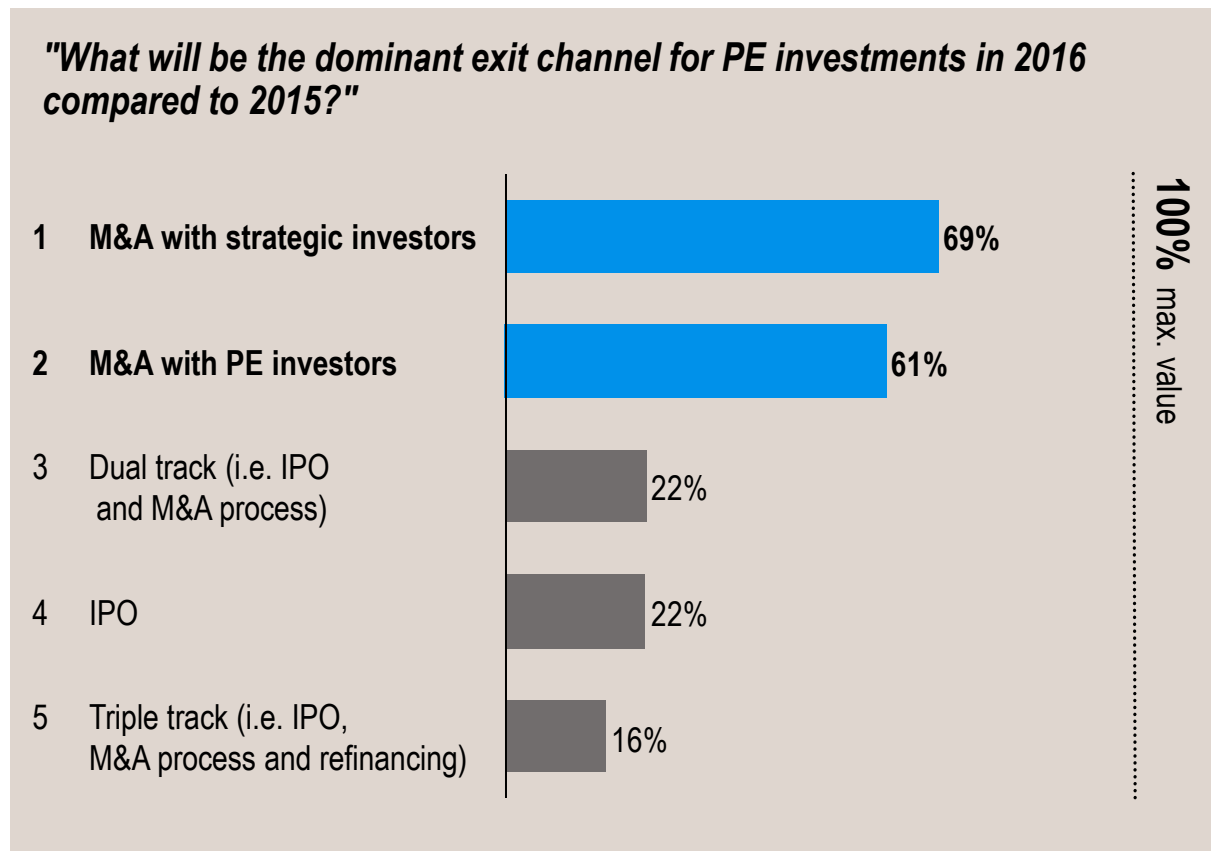 "What will be the dominant exit channel for PE investments in 2016
compared to 2015?"
1 M&A with strategic investors 69%
2 M&A with PE investors 61%
3 Dual track (i.e. IPO
and M&A process) 22%
4 IPO 22%
5 Triple track (i.e. IPO,
M&A process and refinancing) 16%
100% max. value